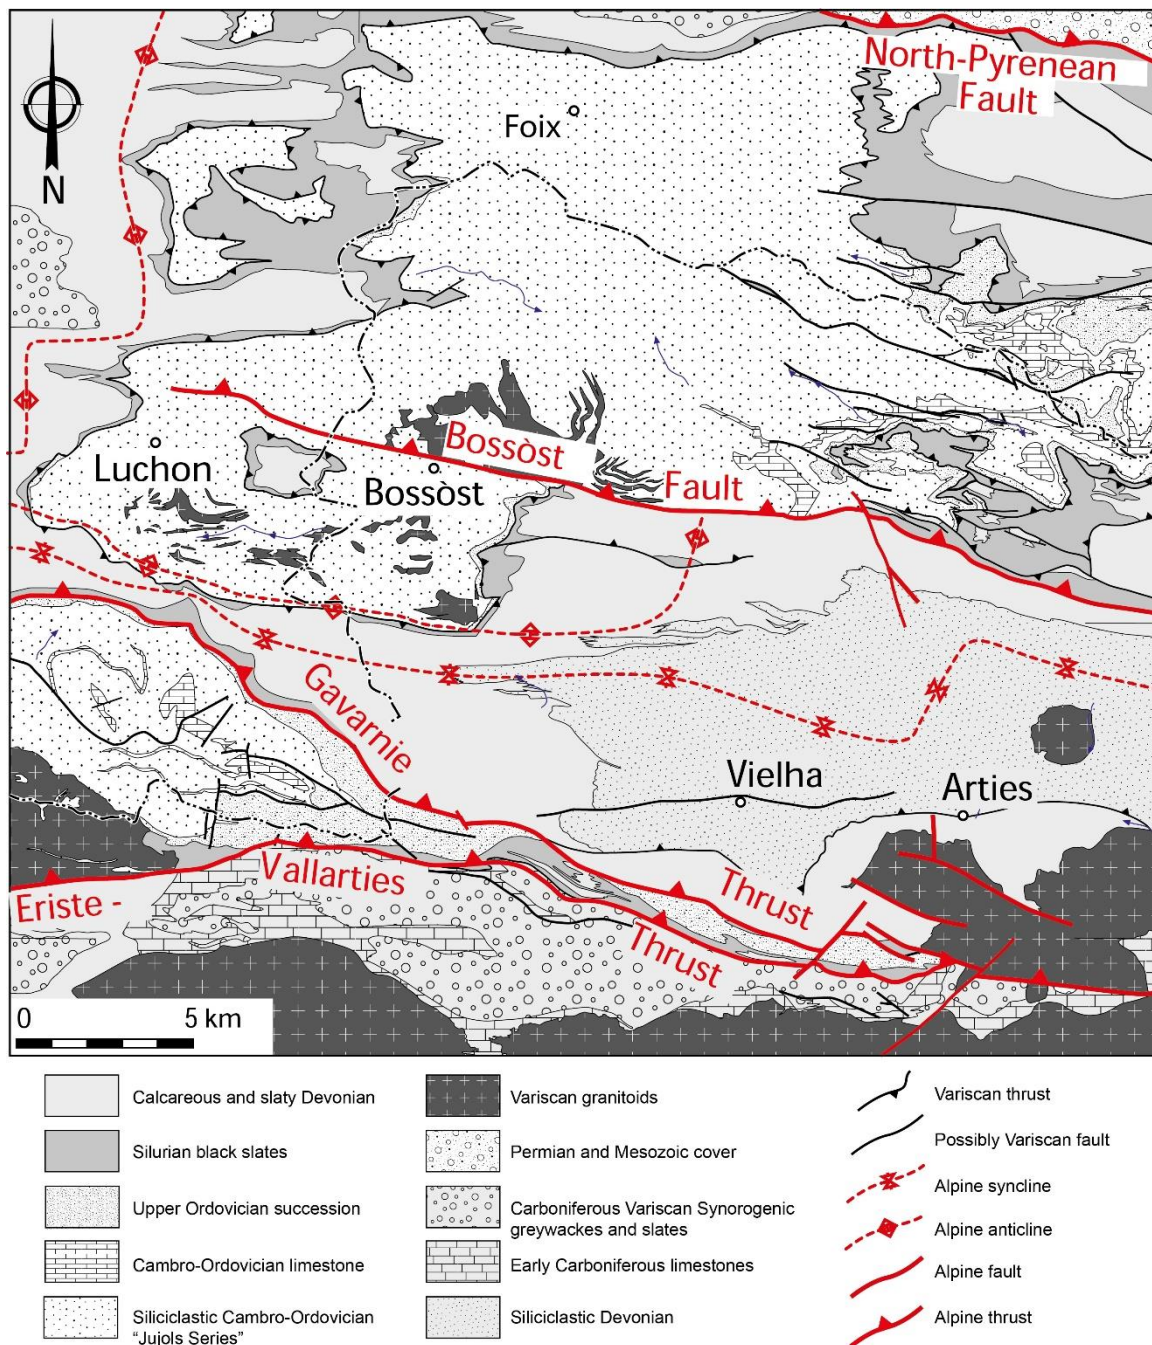 North-Pyrenean
Fault
Foix
N
Luchon
Bossòst
Bossòst
Fault
Gavarnie
Thrust
Vielha
Arties
Eriste -
Vallarties
Thrust
0 5 km
Calcareous and slaty Devonian
Silurian black slates
Upper Ordovician succession
Cambro-Ordovician limestone
Siliciclastic Cambro-Ordovician
“Jujols Series”
Variscan granitoids
Permian and Mesozoic cover
Carboniferous Variscan Synorogenic
greywackes and slates
Early Carboniferous limestones
Siliciclastic Devonian
Variscan thrust
Possibly Variscan fault
Alpine syncline
Alpine anticline
Alpine fault
Alpine thrust